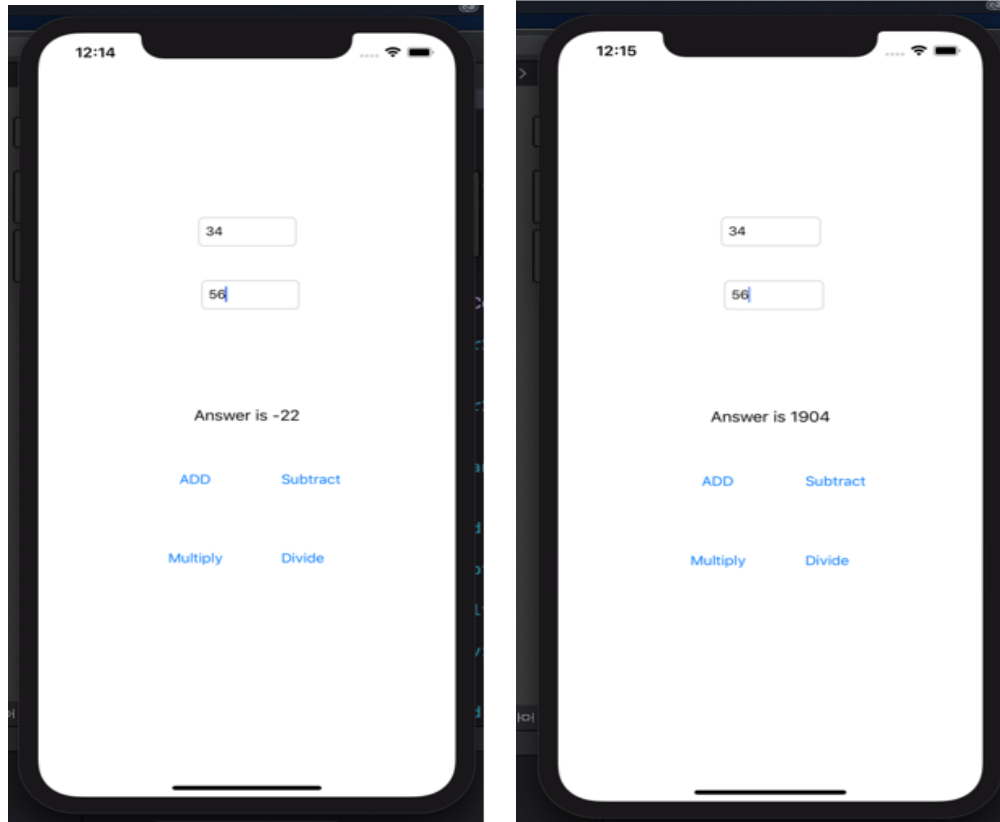 12:14
34
56
Answer is -22
ADD Subtract
Multiply Divide
12:15
34
56
Answer is 1904
ADD Subtract
Multiply Divide